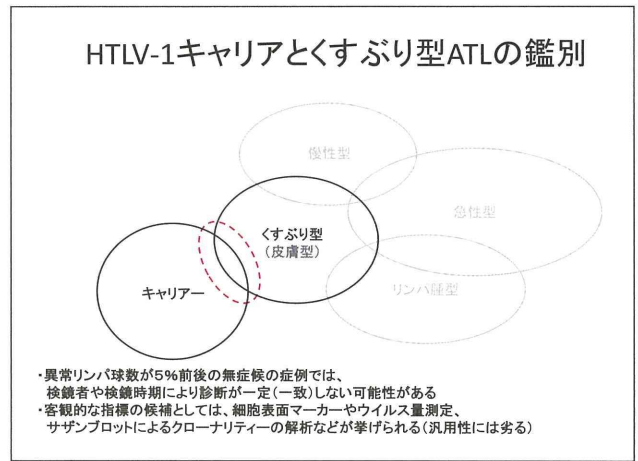 HTLV-1キャリアとくすぶり型ATLの鑑別
慢性型
急性型
くすぶり型
(皮膚型)
リンパ腫型
キャリアー
・異常リンパ球数が5%前後の無症候の症例では、
検鏡者や検鏡時期により診断が一定(一致)しない可能性がある
・客観的な指標の候補としては、細胞表面マーカーやウイルス量測定、
サザンブロットによるクローナリティーの解析などが挙げられる(汎用性には劣る)